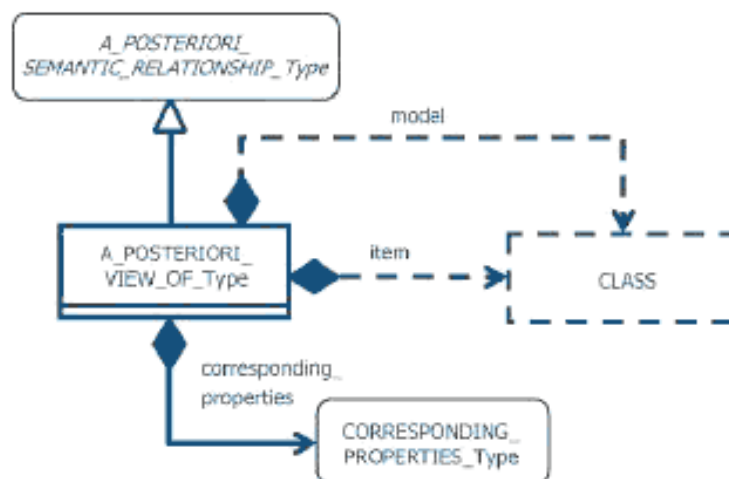 A_POSTERIORI_
SEMANTIC_RELATIONSHIP_Type
model
A_POSTERIORI_
VIEW_OF_Type
item
CLASS
corresponding_
properties
CORRESPONDING_
PROPERTIES_Type